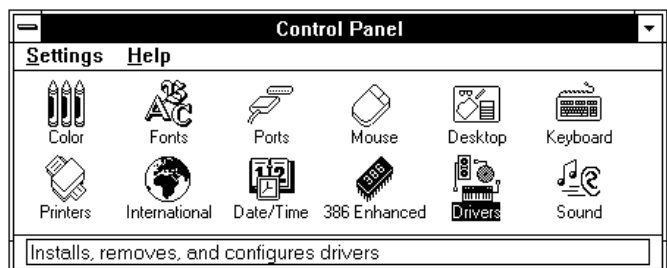 Control Panel
Settings Help
Color Fonts Ports Mouse Desktop Keyboard
386
Printers International Date/Time 386 Enhanced Drivers Sound
Installs, removes, and configures drivers